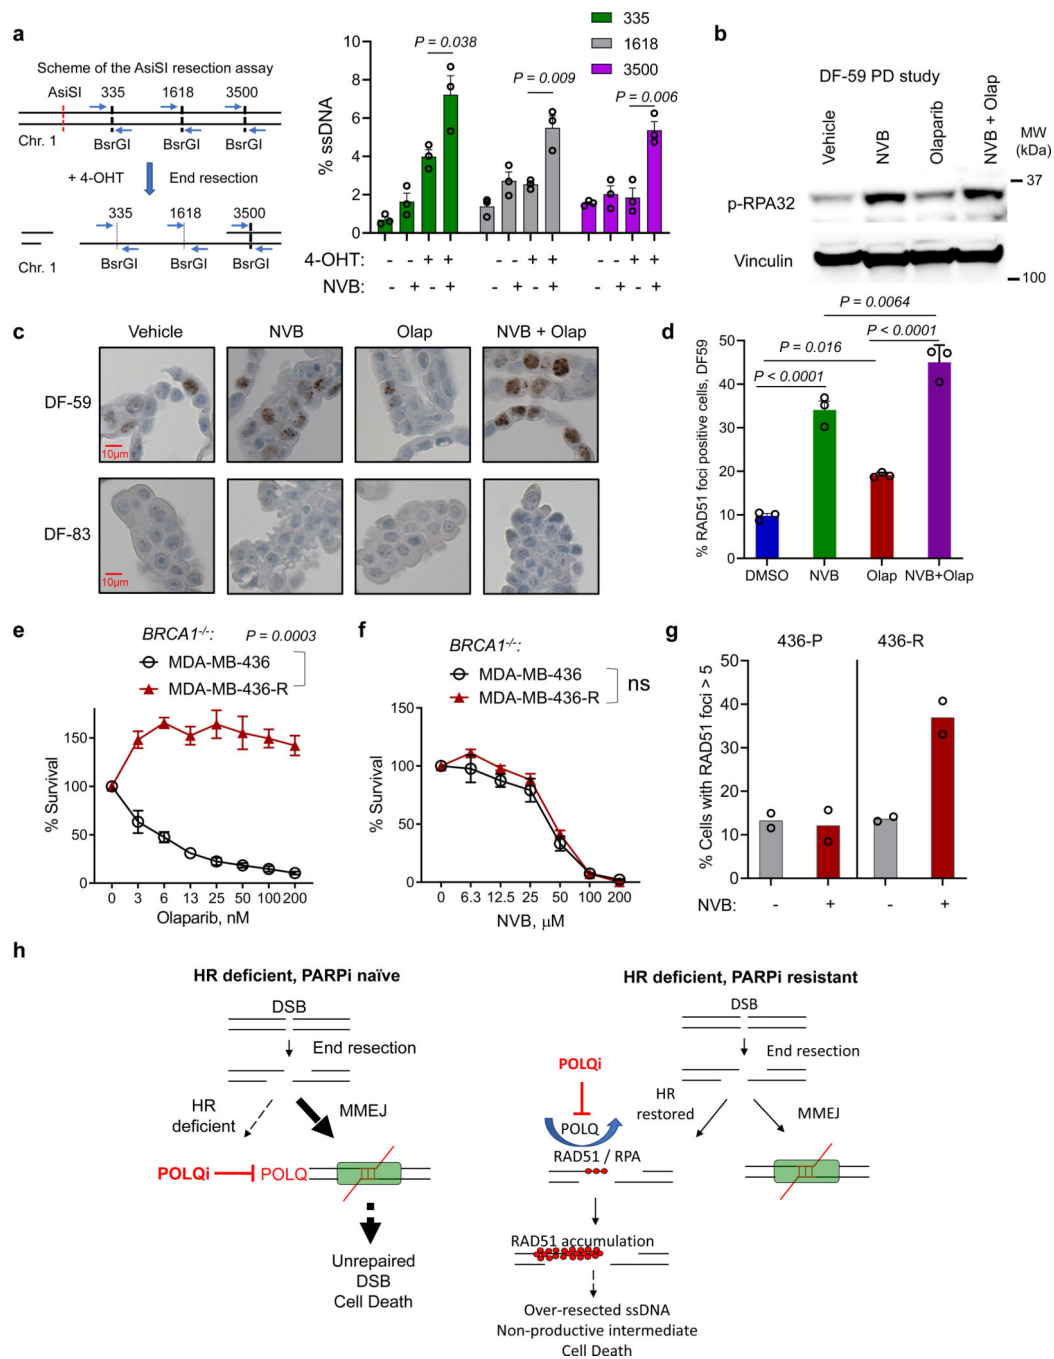 a
Scheme of the AsiSI resection assay
AsiSI 335 1618 3500
Chr. 1
BsrGI BsrGI BsrGI
+ 4-OHT End resection
335 1618 3500
BsrGI BsrGI BsrGI
Chr. 1
335
1618
3500
P = 0.038
P = 0.009
P = 0.006
% ssDNA
10
8
6
4
2
0
4-OHT: - - + + - - + + - - + +
NVB: - + - + - + - + - + - +
b
DF-59 PD study
Vehicle
NVB
Olaparib
NVB + Olap
MW
(kDa)
37
p-RPA32
Vinculin
100
c
Vehicle NVB Olap NVB + Olap
DF-59
10μm
DF-83
10μm
d
P = 0.0064
P < 0.0001
P = 0.016
P < 0.0001
% RAD51 foci positive cells, DF59
50
40
30
20
10
0
DMSO NVB Olap NVB+Olap
e
BRCA1-/-: P = 0.0003
MDA-MB-436
MDA-MB-436-R
% Survival
150
100
50
0
0 3 6 13 25 50 100 200
Olaparib, nM
f
BRCA1-/-:
MDA-MB-436
MDA-MB-436-R
ns
% Survival
150
100
50
0
0 6.3 12.5 25 50 100 200
NVB, μM
g
436-P 436-R
% Cells with RAD51 foci > 5
50
40
30
20
10
0
NVB: - + - +
h
HR deficient, PARPi naïve
DSB
End resection
HR
deficient
MMEJ
POLQi POLQ
Unrepaired
DSB
Cell Death
HR deficient, PARPi resistant
DSB
End resection
POLQi
HR
restored
MMEJ
POLQ
RAD51 / RPA
RAD51 accumulation
Over-resected ssDNA
Non-productive intermediate
Cell Death